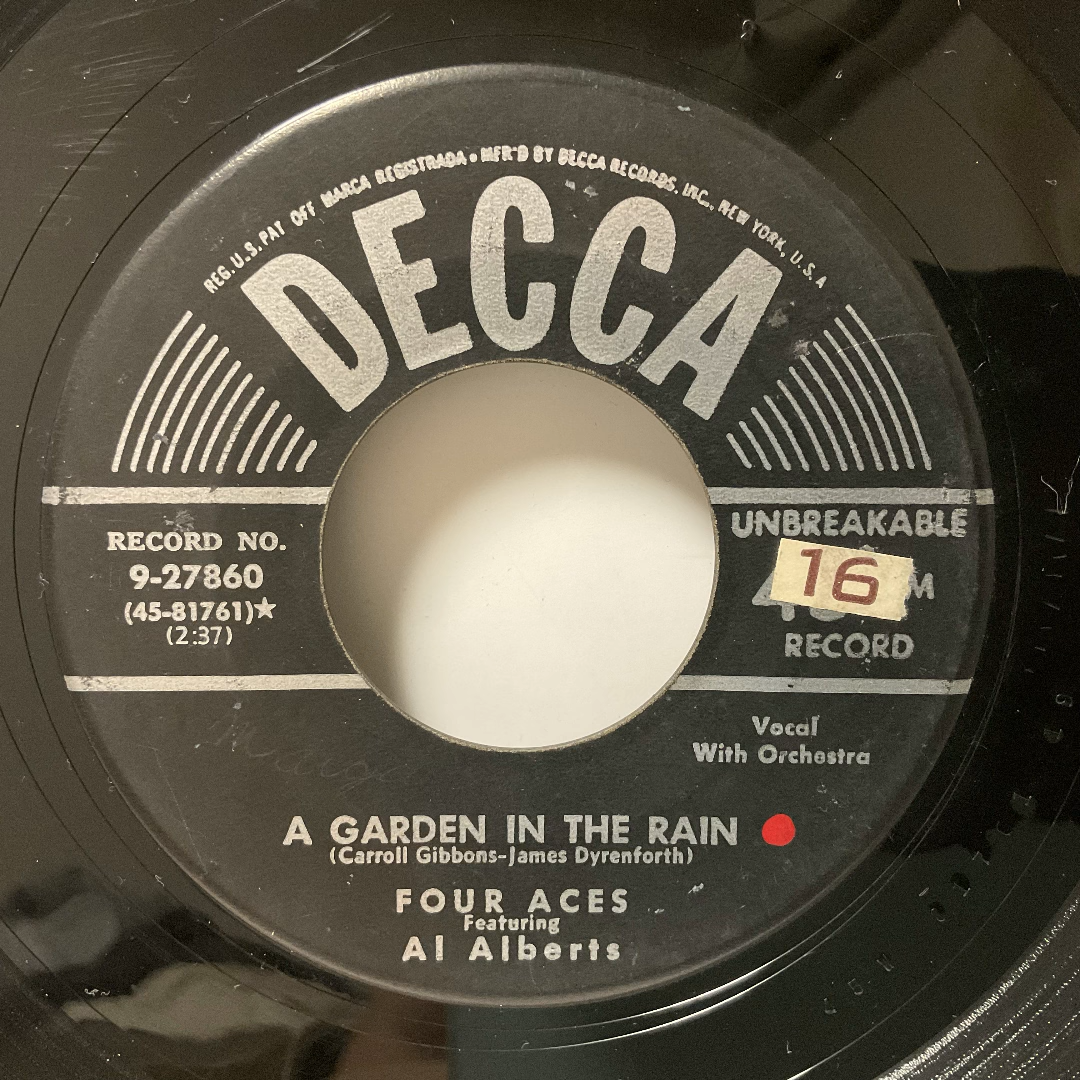 REG. U.S. PAT OFF MARCA REGISTRADA • MFR'D BY DECCA RECORDS, INC., NEW YORK, U.S.A
DECCA
RECORD NO.
9-27860
(45-81761)★
(2:37)
UNBREAKABLE
16
RECORD
Vocal
With Orchestra
A GARDEN IN THE RAIN
(Carroll Gibbons-James Dyrenforth)
FOUR ACES
Featuring
Al Alberts